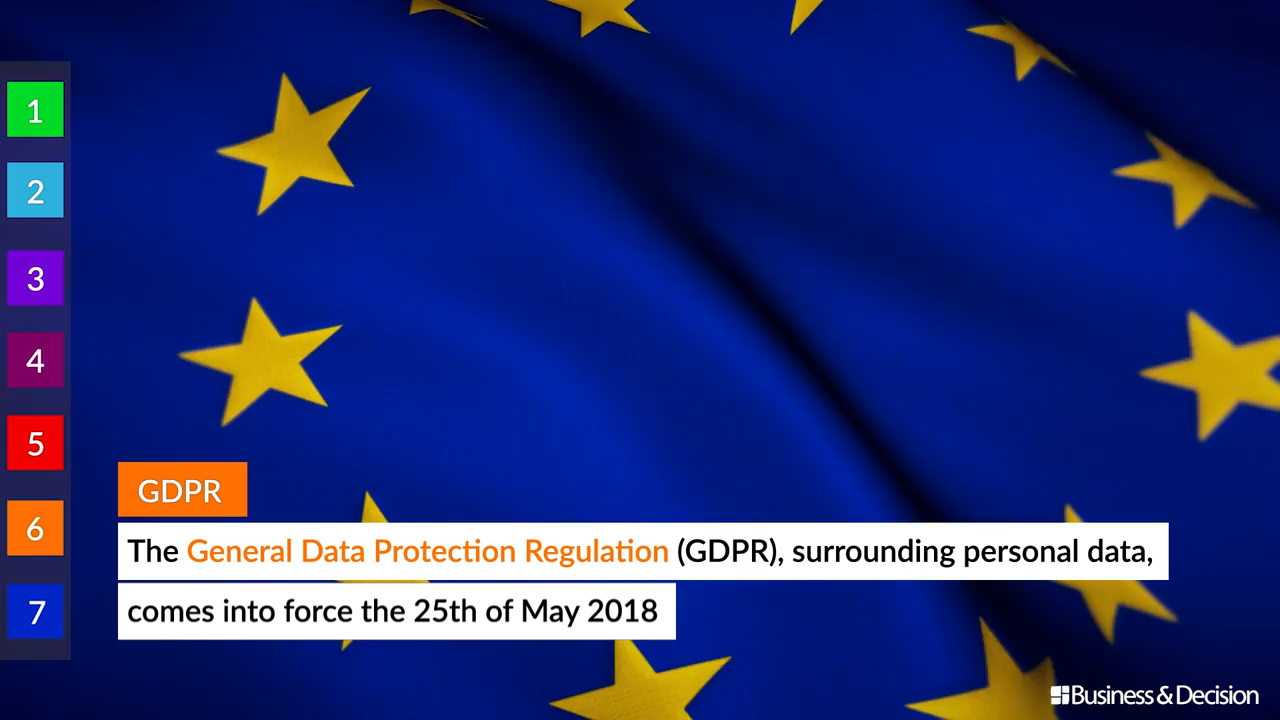 1
2
3
4
5
6
7
GDPR
The General Data Protection Regulation (GDPR), surrounding personal data,
comes into force the 25th of May 2018
Business & Decision